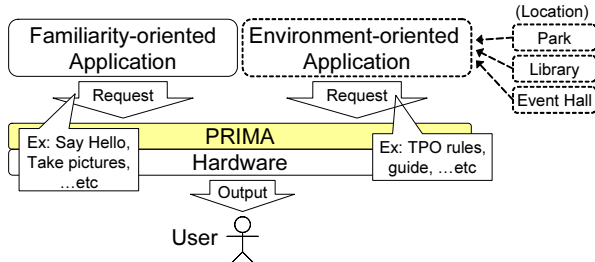 (Location)
Familiarity-oriented
Application
Environment-oriented
Application
Park
Library
Event Hall
Request
Request
PRIMA
Hardware
Ex: Say Hello,
Take pictures,
…etc
Ex: TPO rules,
guide, …etc
Output
User